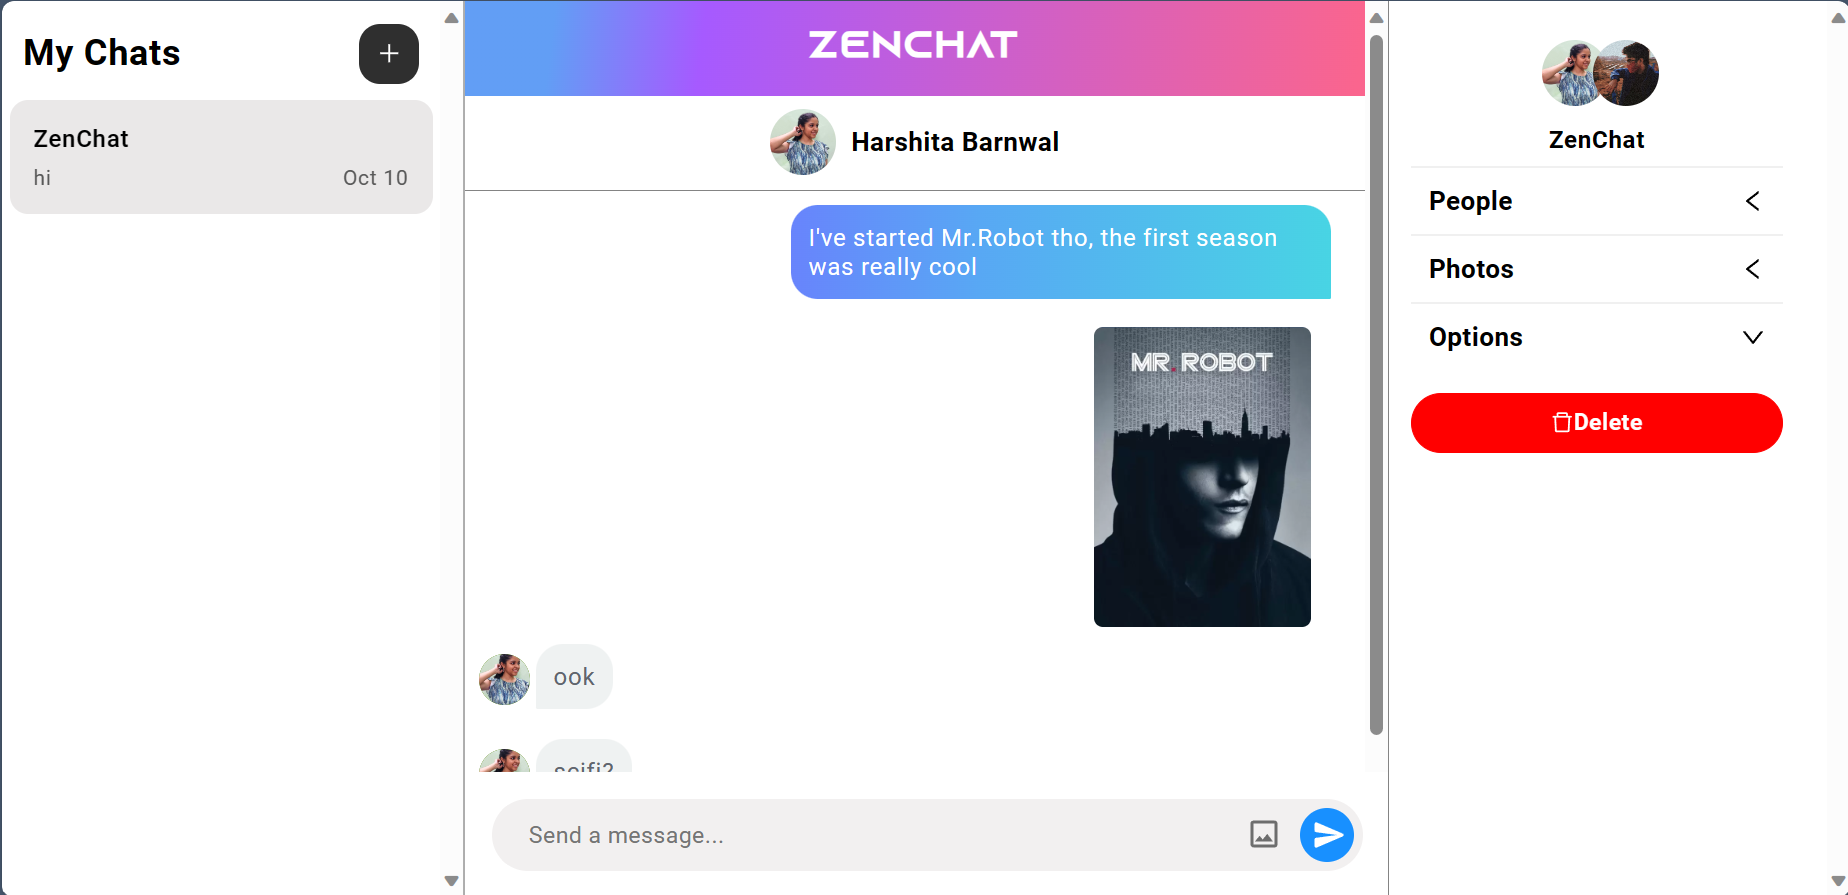 My Chats
ZenChat
hi
Oct 10
ZENCHAT
Harshita Barnwal
I've started Mr.Robot tho, the first season
was really cool
MR. ROBOT
ook
scifi?
Send a message...
ZenChat
People
Photos
Options
Delete